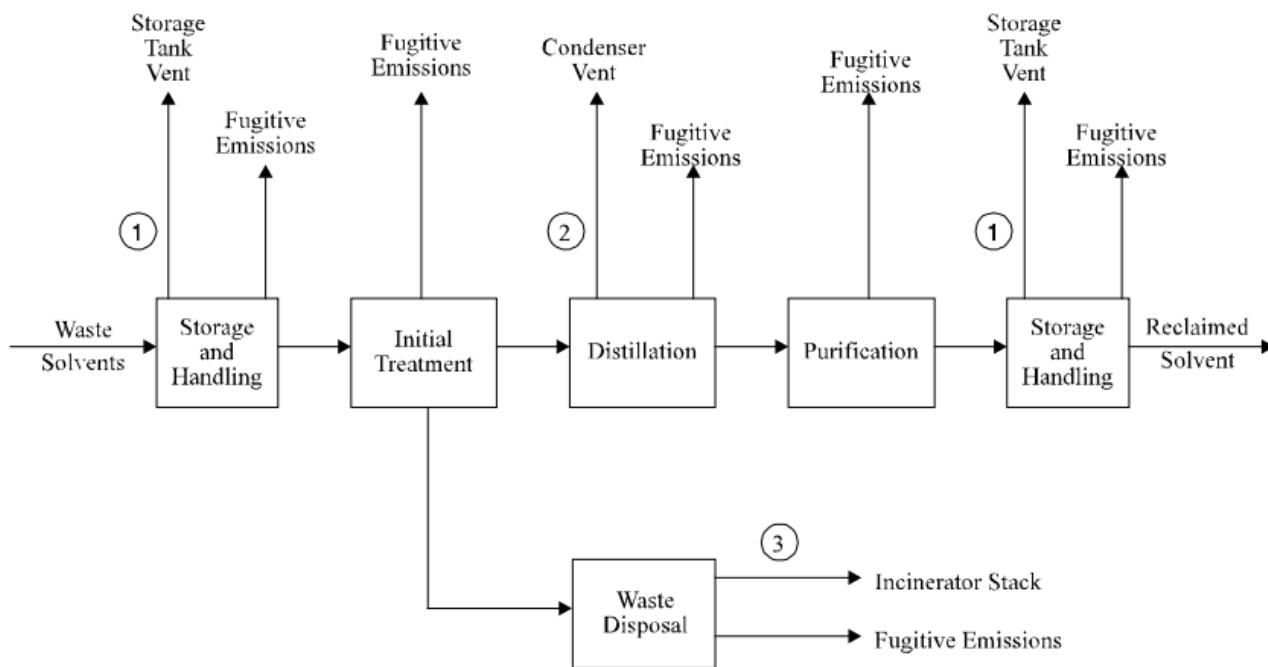 Storage
Tank
Vent
Fugitive
Emissions
Fugitive
Emissions
Condenser
Vent
Fugitive
Emissions
Fugitive
Emissions
Storage
Tank
Vent
Fugitive
Emissions
1
2
1
Waste
Solvents
Storage
and
Handling
Initial
Treatment
Distillation
Purification
Storage
and
Handling
Reclaimed
Solvent
3
Waste
Disposal
Incinerator Stack
Fugitive Emissions